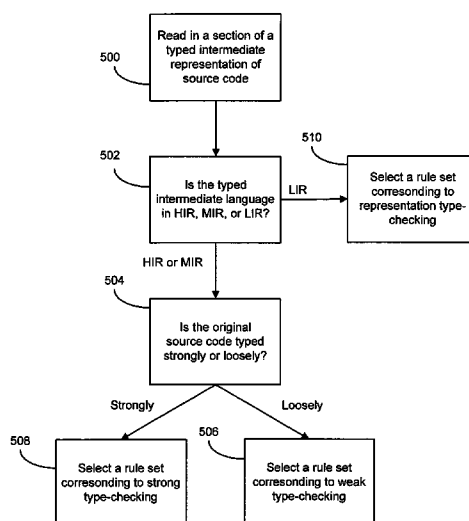 500
Read in a section of a
typed intermediate
representation of
source code
502
Is the typed
intermediate language
in HIR, MIR, or LIR?
LIR
510
Select a rule set
corresonding to
representation type-
checking
HIR or MIR
504
Is the original
source code typed
strongly or loosely?
Strongly
Loosely
508
Select a rule set
corresonding to strong
type-checking
506
Select a rule set
corresonding to weak
type-checking